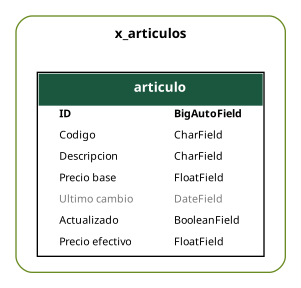 x_articulos
articulo
ID BigAutoField
Codigo CharField
Descripcion CharField
Precio base FloatField
Ultimo cambio DateField
Actualizado BooleanField
Precio efectivo FloatField